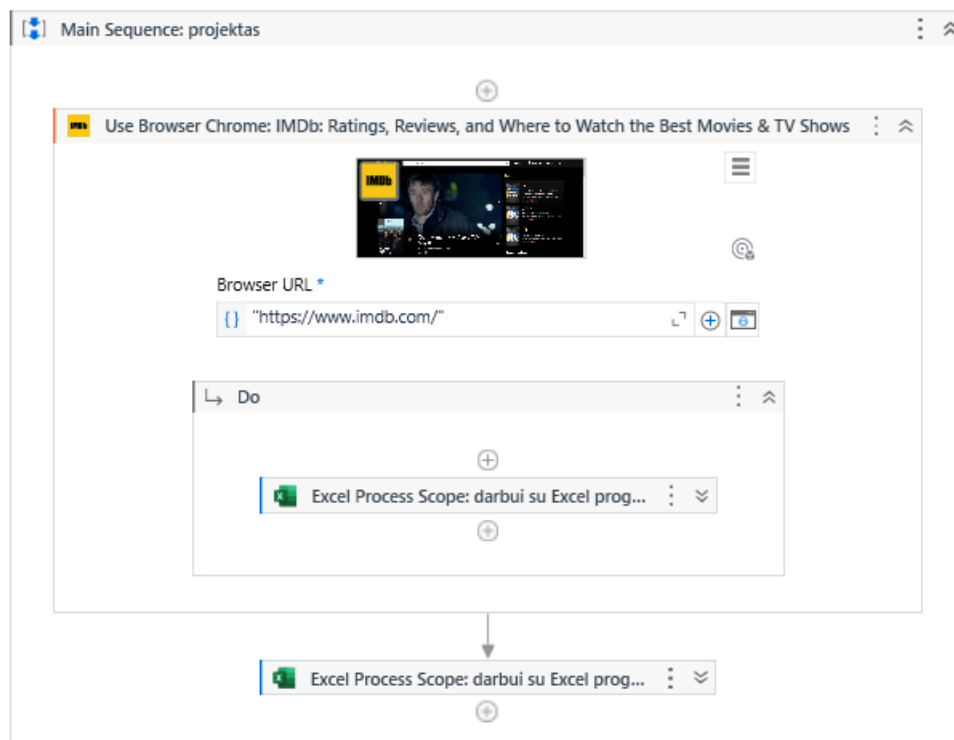 Main Sequence: projektas
IMDb Use Browser Chrome: IMDb: Ratings, Reviews, and Where to Watch the Best Movies & TV Shows
IMDb
Browser URL *
{} "https://www.imdb.com/"
Do
Excel Process Scope: darbui su Excel prog...
Excel Process Scope: darbui su Excel prog...